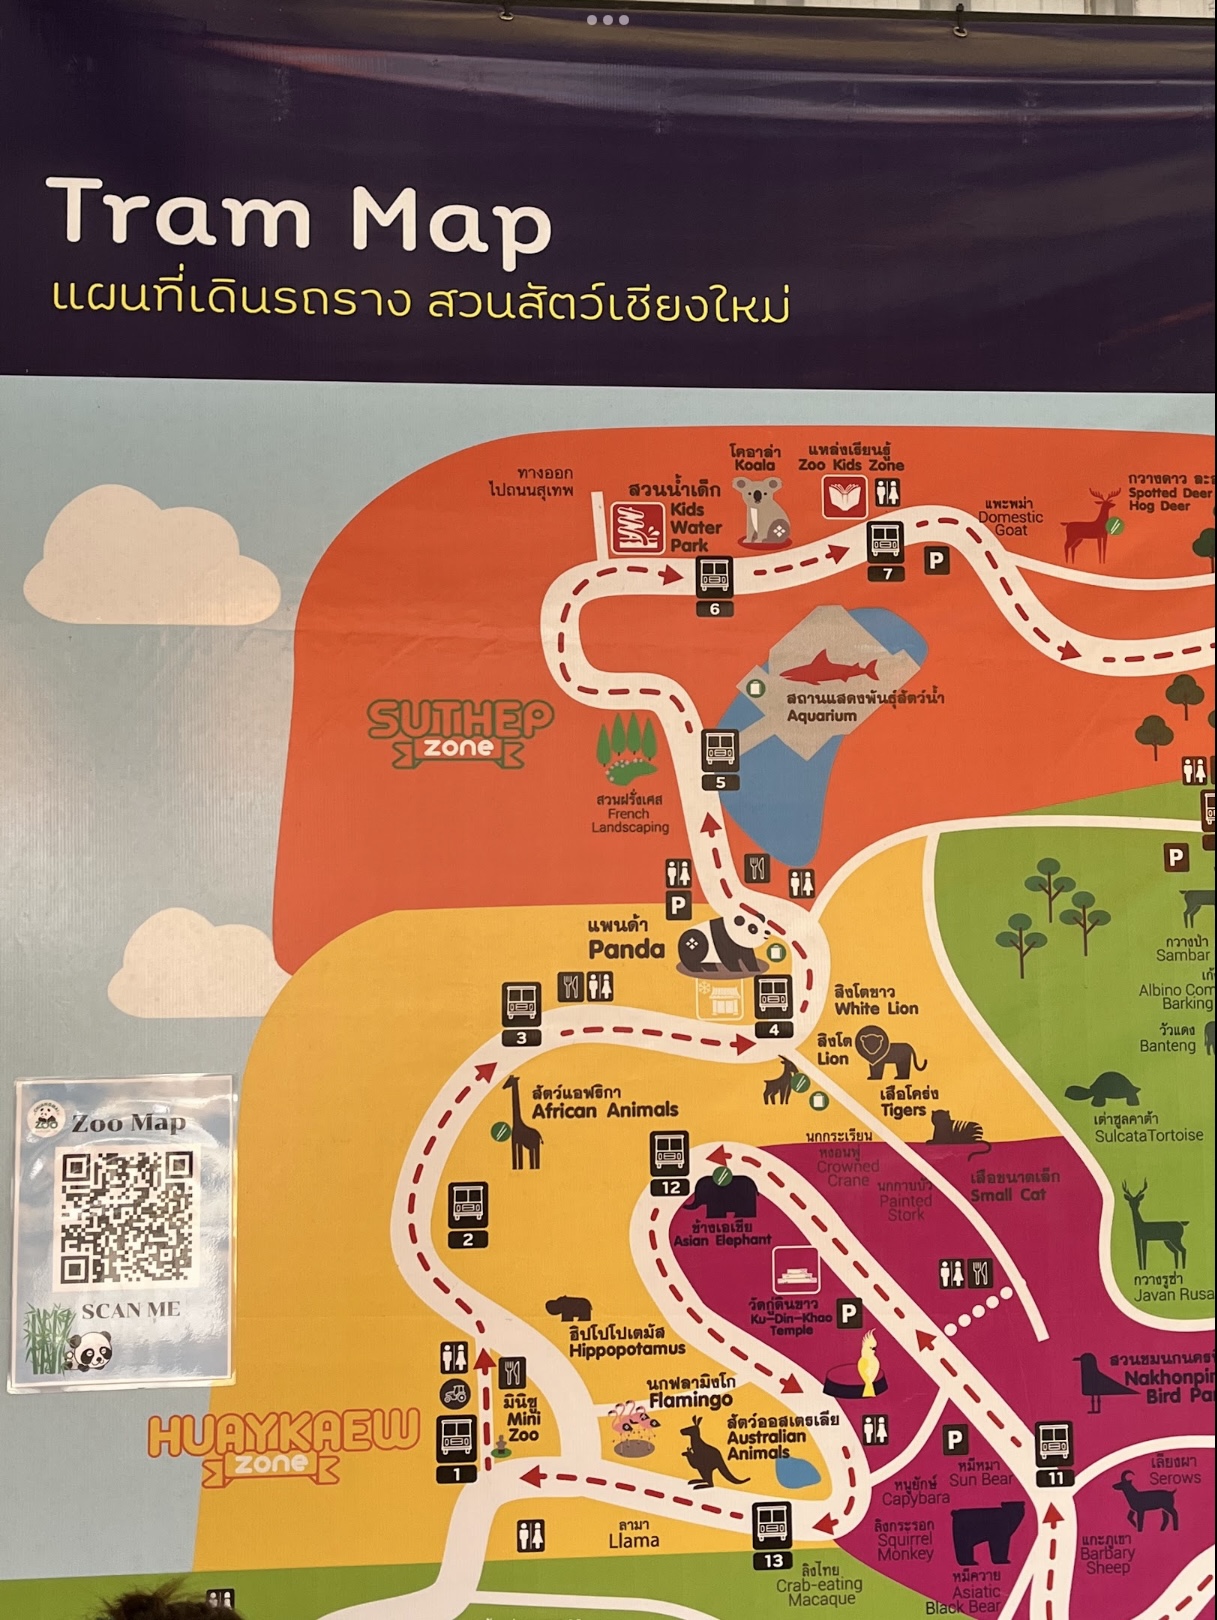 Tram Map
แผนที่เดินรถราง สวนสัตว์เชียงใหม่
ทางออก
ไปถนนสุเทพ
สวนน้ำเด็ก
Kids
Water
Park
โคอาล่า
Koala
แหล่งเรียนรู้
Zoo Kids Zone
แพะพม่า
Domestic
Goat
กวางดาว
Spotted Deer
Hog Deer
6
7
P
SUTHEP
zone
สถานแสดงพันธุ์สัตว์น้ำ
Aquarium
5
สวนฝรั่งเศส
French
Landscaping
P
P
แพนด้า
Panda
กวางป่า
Sambar
Albino
Barking
วัวแดง
Banteng
3
4
สิงโตขาว
White Lion
สิงโต
Lion
เสือโคร่ง
Tigers
สัตว์แอฟริกา
African Animals
เต่าซูลคาต้า
SulcataTortoise
Zoo Map
SCAN ME
นกกระเรียน
หงอนพู่
Crowned
Crane
นกกาบบัว
Painted
Stork
เสือขนาดเล็ก
Small Cat
12
2
ช้างเอเชีย
Asian Elephant
กวางรูซ่า
Javan Rusa
วัดกู่ดินขาว
Ku-Din-Khao
Temple
P
ฮิปโปโปเตมัส
Hippopotamus
Nakhonpin
Bird
นกฟลามิงโก
Flamingo
มินิซู
Mini
Zoo
สัตว์ออสเตรเลีย
Australian
Animals
HUAYKAEW
zone
1
P
หมีหมา
Sun Bear
11
เลียงผา
Serows
หนูยักษ์
Capybara
ลิงกระรอก
Squirrel
Monkey
ลามา
Llama
13
แกะภูเขา
Barbary
Sheep
ลิงไทย
Crab-eating
Macaque
หมีควาย
Asiatic
Black Bear